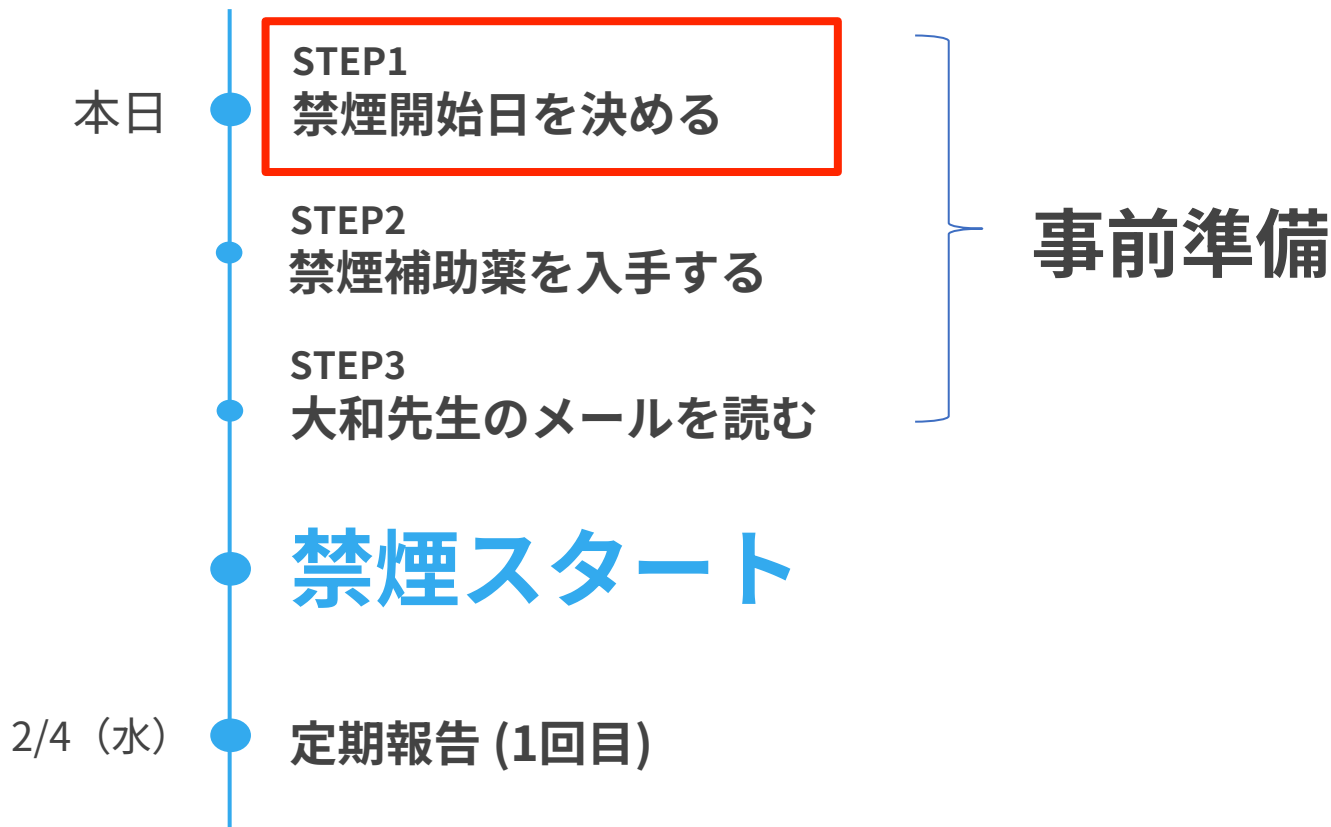 STEP1
本日
禁煙開始日を決める
STEP2
禁煙補助薬を入手する
事前準備
STEP3
大和先生のメールを読む
禁煙スタート
2/4（水）
定期報告 (1回目)